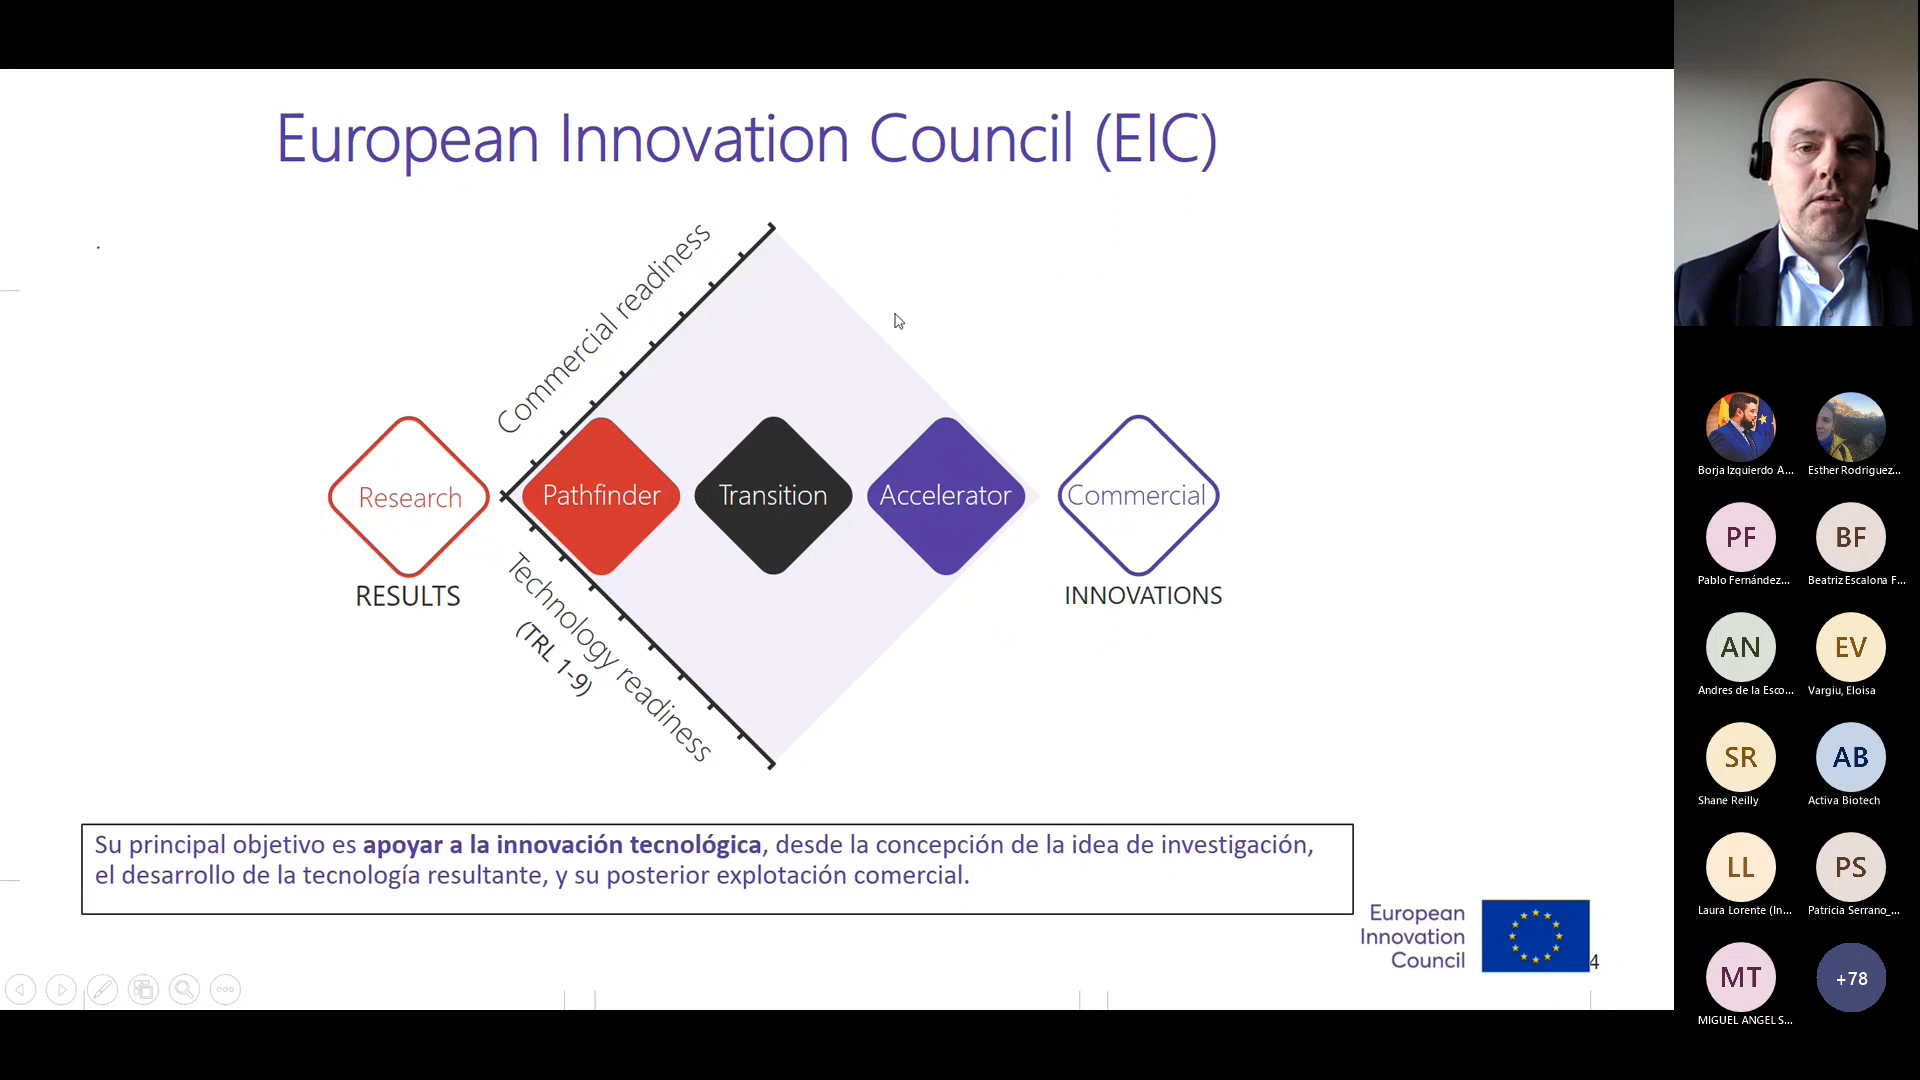 European Innovation Council (EIC)
Commercial readiness
Research
Pathfinder
Transition
Accelerator
Commercial
RESULTS
INNOVATIONS
Technology readiness
(TRL 1-9)
Su principal objetivo es apoyar a la innovación tecnológica, desde la concepción de la idea de investigación,
el desarrollo de la tecnología resultante, y su posterior explotación comercial.
European
Innovation
Council
4
Borja Izquierdo A...
Esther Rodríguez...
PF
BF
Pablo Fernández...
Beatriz Escalona F...
AN
EV
Andres de la Esco...
Vargiu, Eloisa
SR
AB
Shane Reilly
Activa Biotech
LL
PS
Laura Lorente (In...
Patricia Serrano_...
MT
+78
MIGUEL ANGEL S...